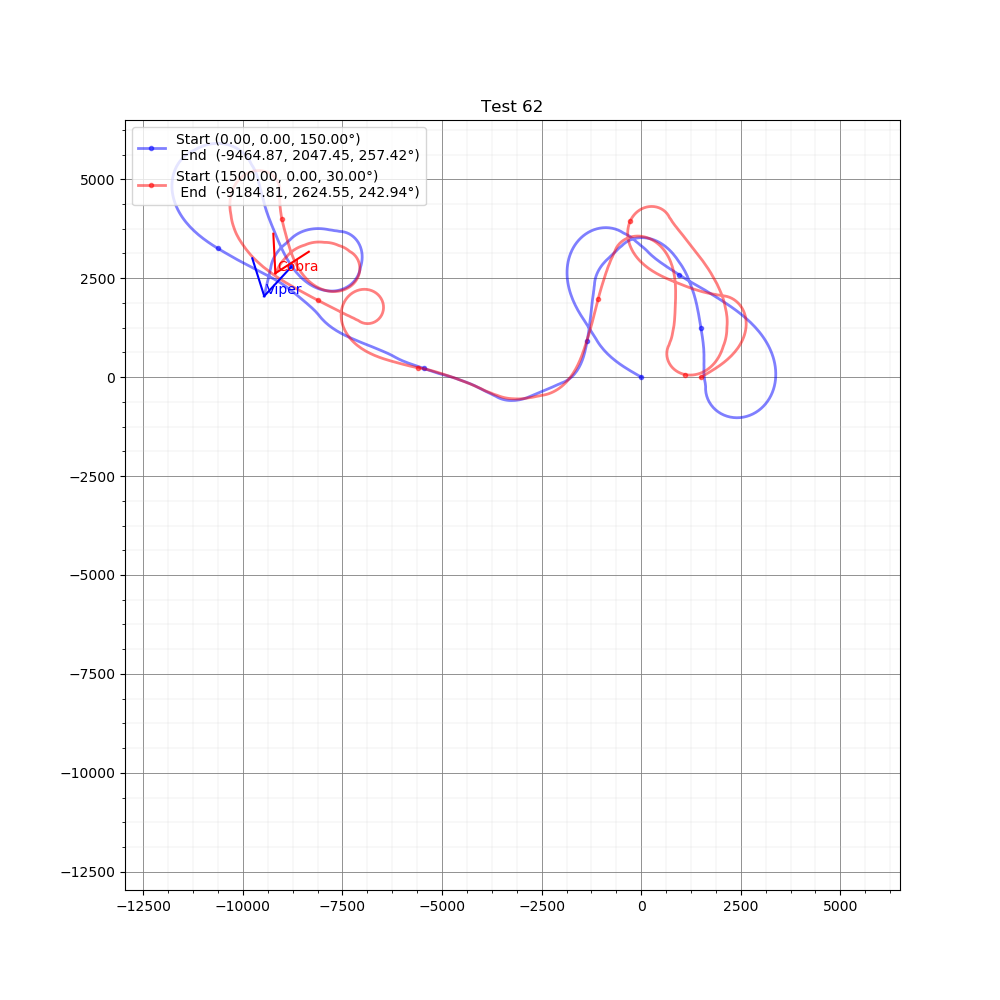 Test 62
Start (0.00, 0.00, 150.00°)
End (-9464.87, 2047.45, 257.42°)
Start (1500.00, 0.00, 30.00°)
End (-9184.81, 2624.55, 242.94°)
5000
2500
0
−2500
−5000
−7500
−10000
−12500
Cobra
Viper
−12500 −10000 −7500 −5000 −2500 0 2500 5000